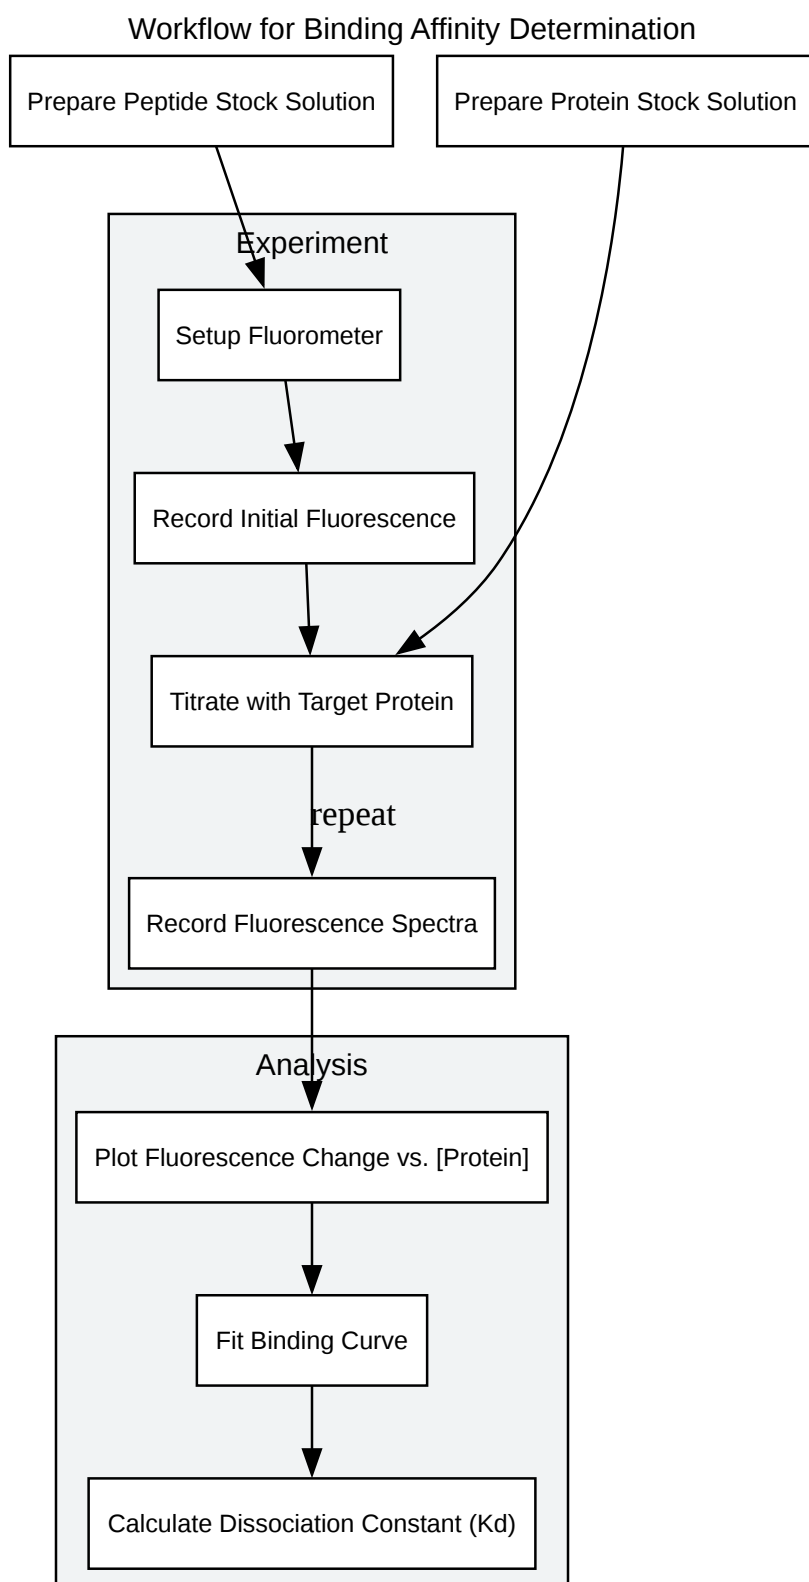 Workflow for Binding Affinity Determination
Prepare Peptide Stock Solution
Prepare Protein Stock Solution
Experiment
Setup Fluorometer
Record Initial Fluorescence
Titrate with Target Protein
repeat
Record Fluorescence Spectra
Analysis
Plot Fluorescence Change vs. [Protein]
Fit Binding Curve
Calculate Dissociation Constant (Kd)